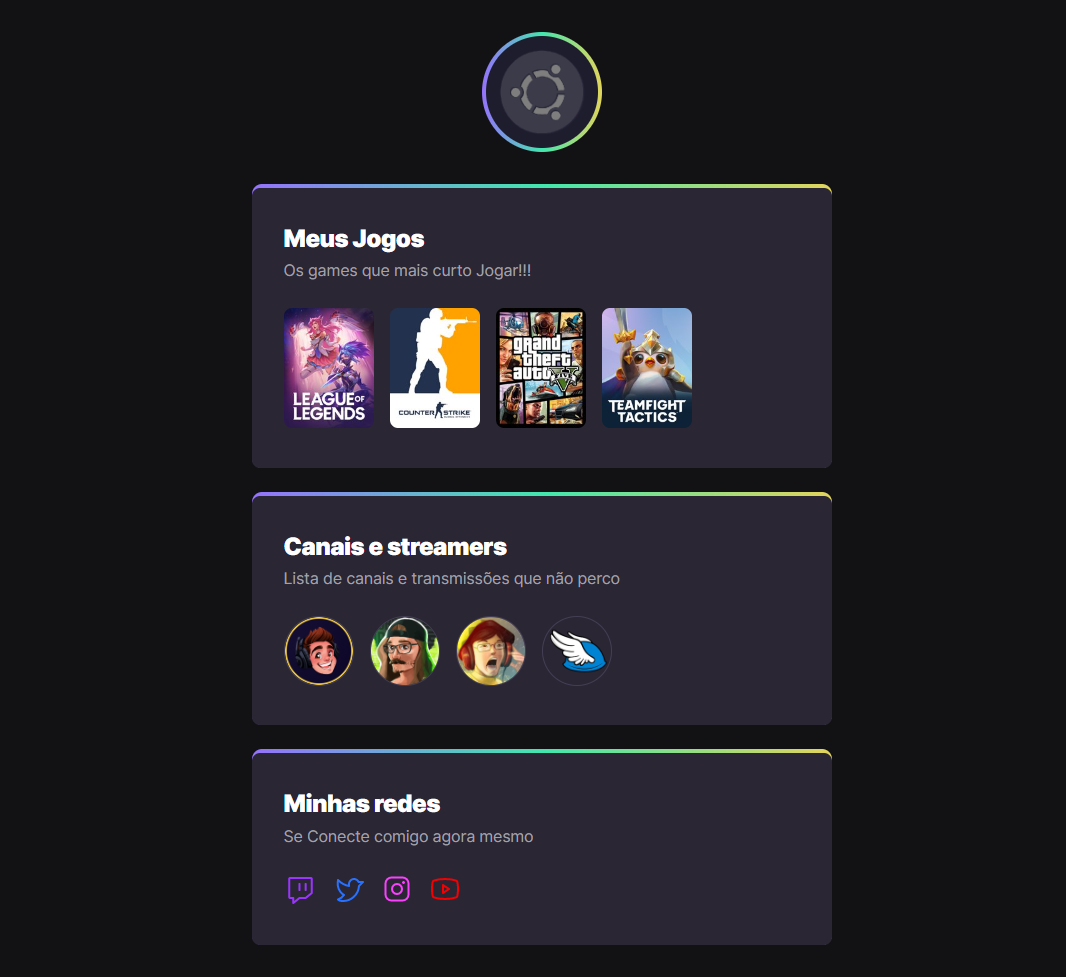 Meus Jogos
Os games que mais curto Jogar!!!
LEAGUE OF
LEGENDS
COUNTER STRIKE
grand
theft
auto V
FIVE
TEAMFIGHT
TACTICS
Canais e streamers
Lista de canais e transmissões que não perco
Minhas redes
Se Conecte comigo agora mesmo